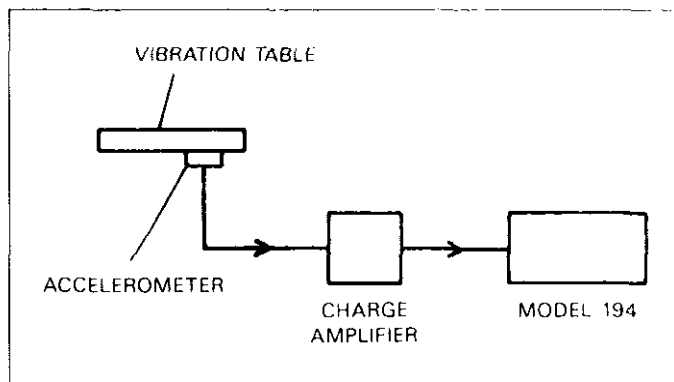 VIBRATION TABLE
ACCELEROMETER
CHARGE
AMPLIFIER
MODEL 194